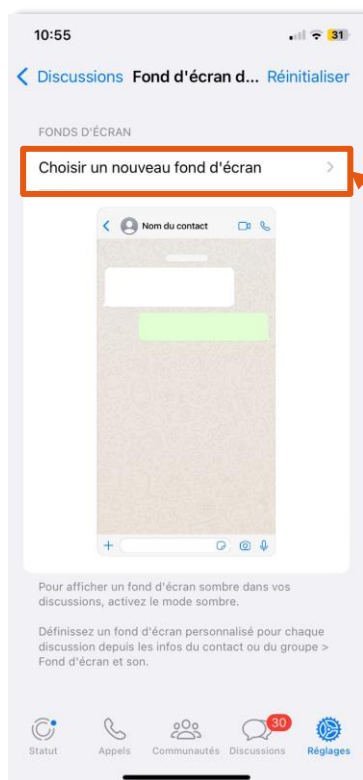 10:55
31
Discussions Fond d'écran d... Réinitialiser
FONDS D'ÉCRAN
Choisir un nouveau fond d'écran
Nom du contact
Pour afficher un fond d'écran sombre dans vos
discussions, activez le mode sombre.
Définissez un fond d'écran personnalisé pour chaque
discussion depuis les infos du contact ou du groupe >
Fond d'écran et son.
30
Statut Appels Communautés Discussions Réglages